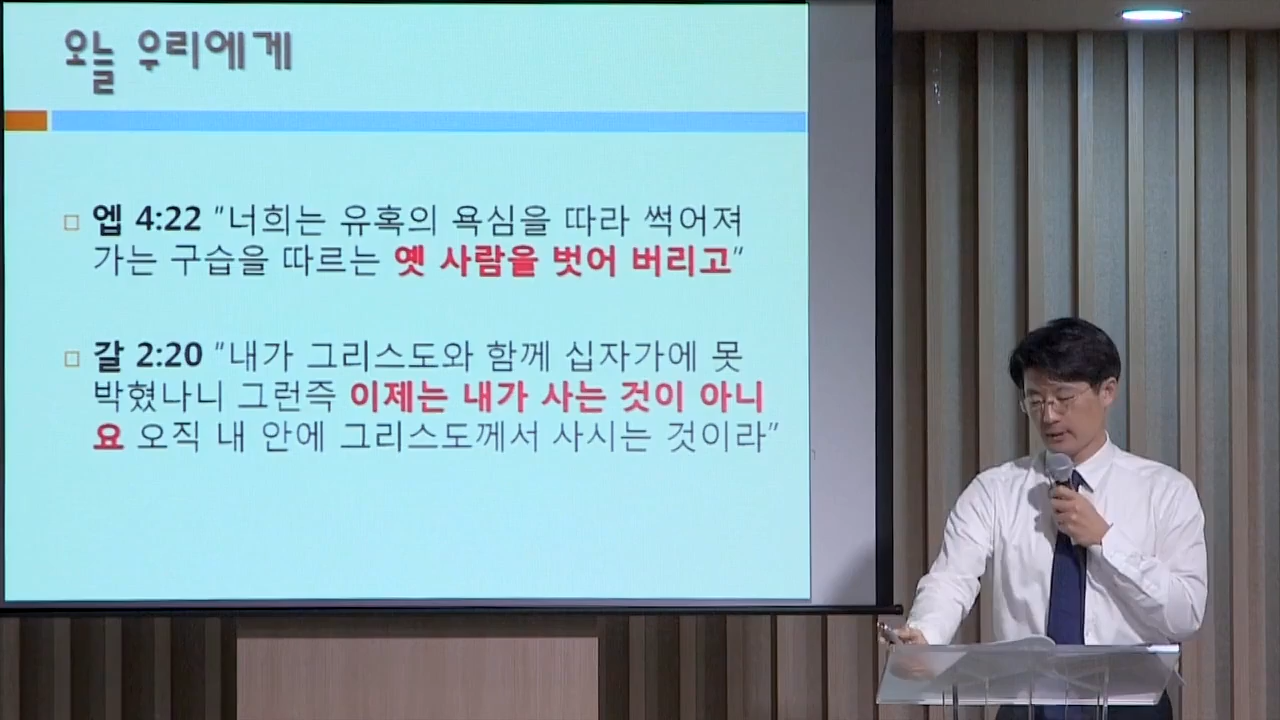 오늘 우리에게
엡 4:22 "너희는 유혹의 욕심을 따라 썩어져
가는 구습을 따르는 옛 사람을 벗어 버리고"
갈 2:20 "내가 그리스도와 함께 십자가에 못
박혔나니 그런즉 이제는 내가 사는 것이 아니
요 오직 내 안에 그리스도께서 사시는 것이라"